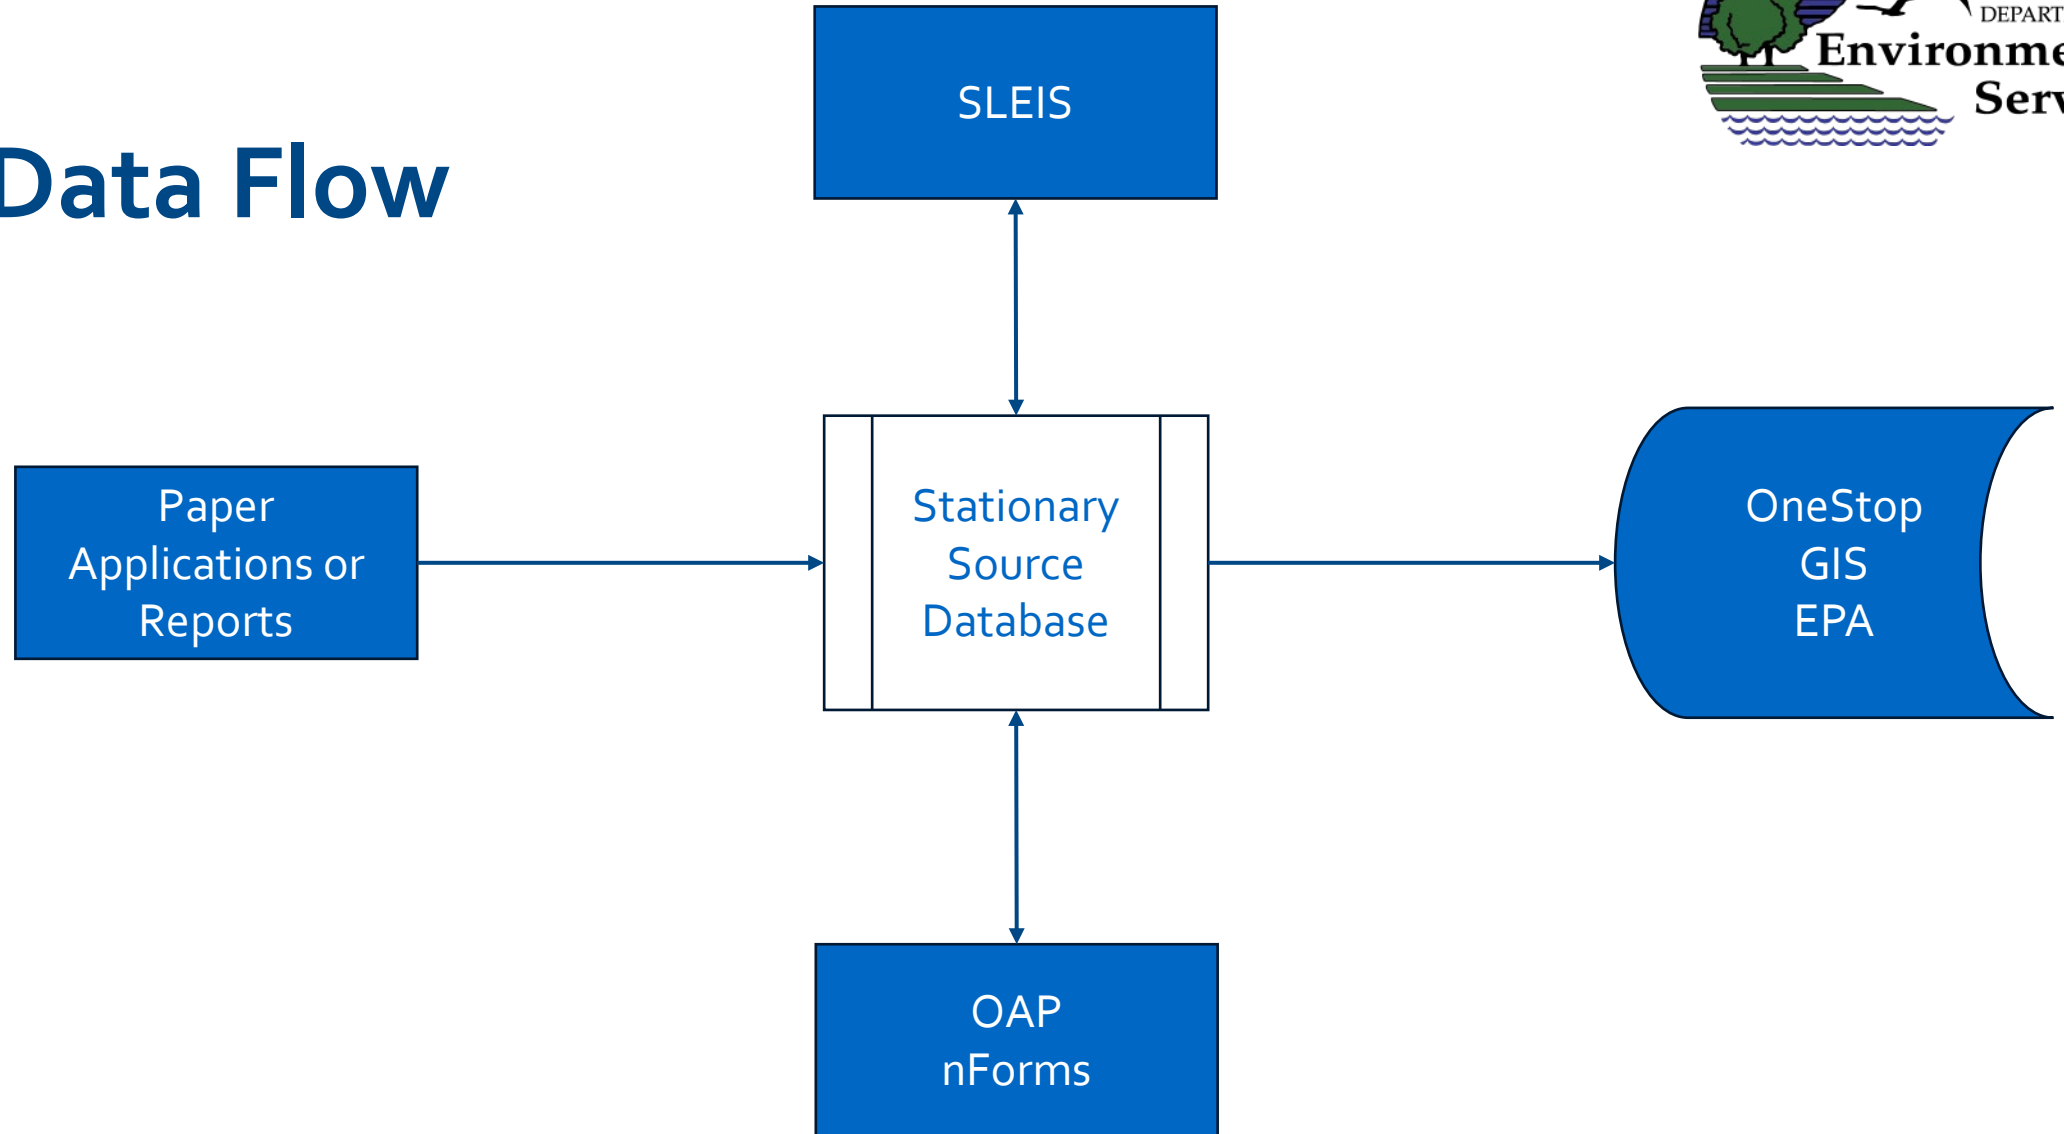 DEPART
Environme
Serv
SLEIS
Data Flow
Paper
Applications or
Reports
Stationary
Source
Database
OneStop
GIS
EPA
OAP
nForms